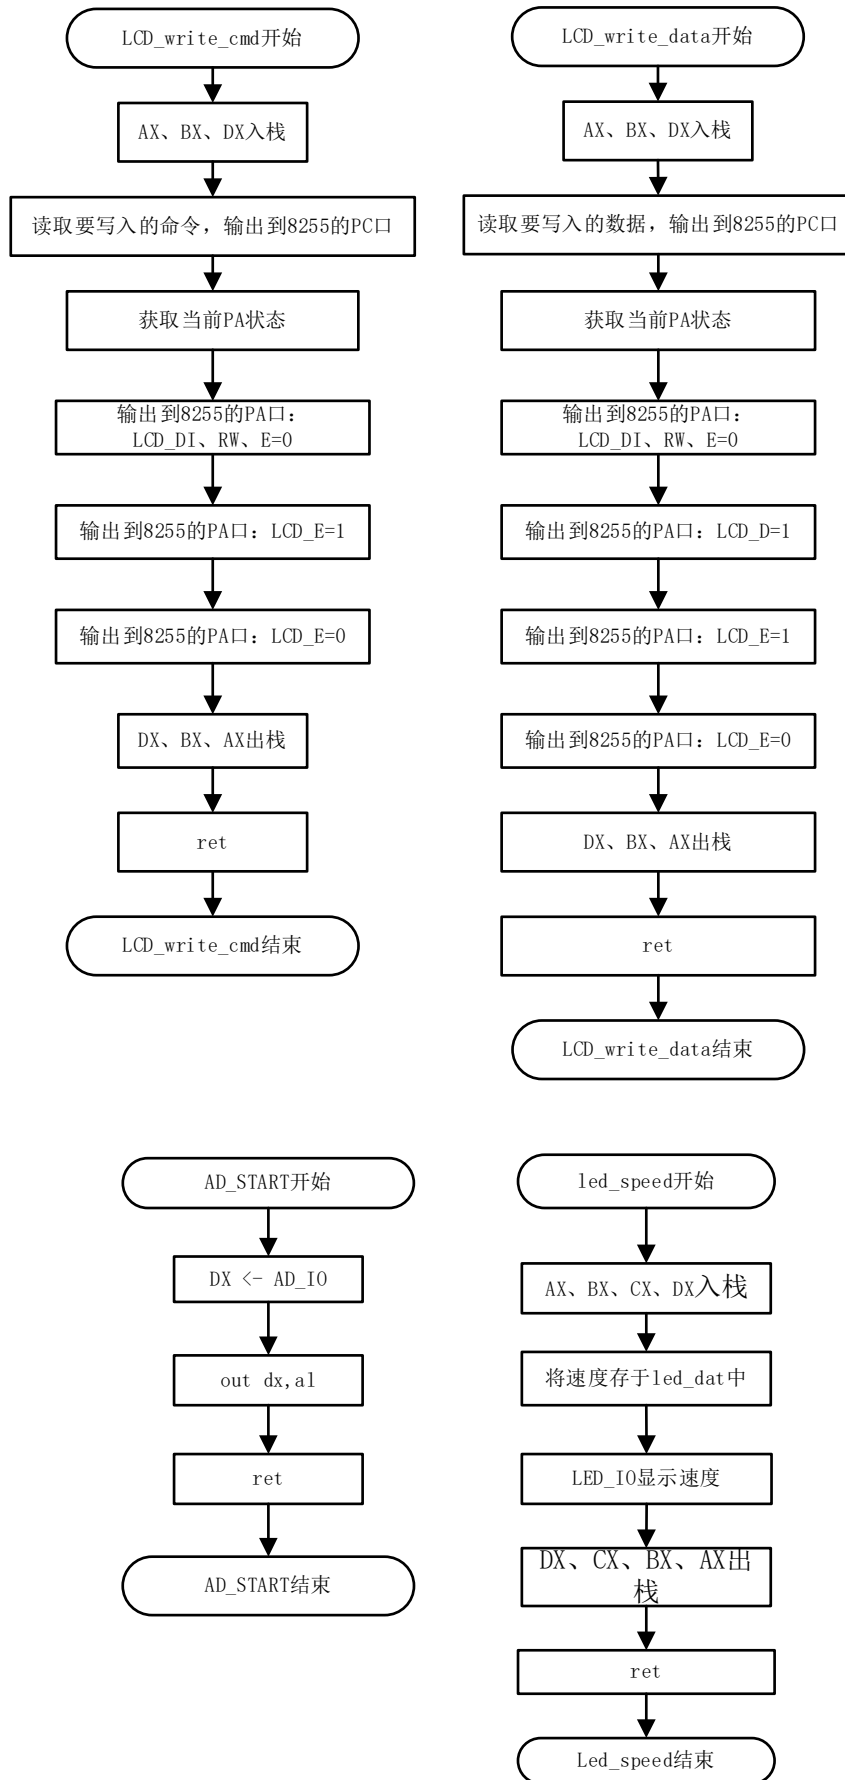 LCD_write_cmd开始
AX、BX、DX入栈
读取要写入的命令，输出到8255的PC口
获取当前PA状态
输出到8255的PA口：
LCD_DI、RW、E=0
输出到8255的PA口：LCD_E=1
输出到8255的PA口：LCD_E=0
DX、BX、AX出栈
ret
LCD_write_cmd结束
LCD_write_data开始
AX、BX、DX入栈
读取要写入的数据，输出到8255的PC口
获取当前PA状态
输出到8255的PA口：
LCD_DI、RW、E=0
输出到8255的PA口：LCD_D=1
输出到8255的PA口：LCD_E=1
输出到8255的PA口：LCD_E=0
DX、BX、AX出栈
ret
LCD_write_data结束
AD_START开始
DX <- AD_IO
out dx,al
ret
AD_START结束
led_speed开始
AX、BX、CX、DX入栈
将速度存于led_dat中
LED_IO显示速度
DX、CX、BX、AX出
栈
ret
Led_speed结束